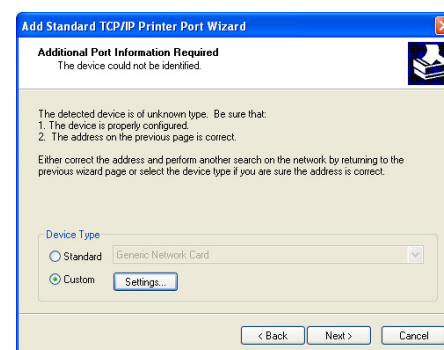 Add Standard TCP/IP Printer Port Wizard
Additional Port Information Required
The device could not be identified.
The detected device is of unknown type. Be sure that:
1. The device is properly configured.
2. The address on the previous page is correct.
Either correct the address and perform another search on the network by returning to the
previous wizard page or select the device type if you are sure the address is correct.
Device Type
Standard Generic Network Card
Custom Settings...
< Back Next > Cancel